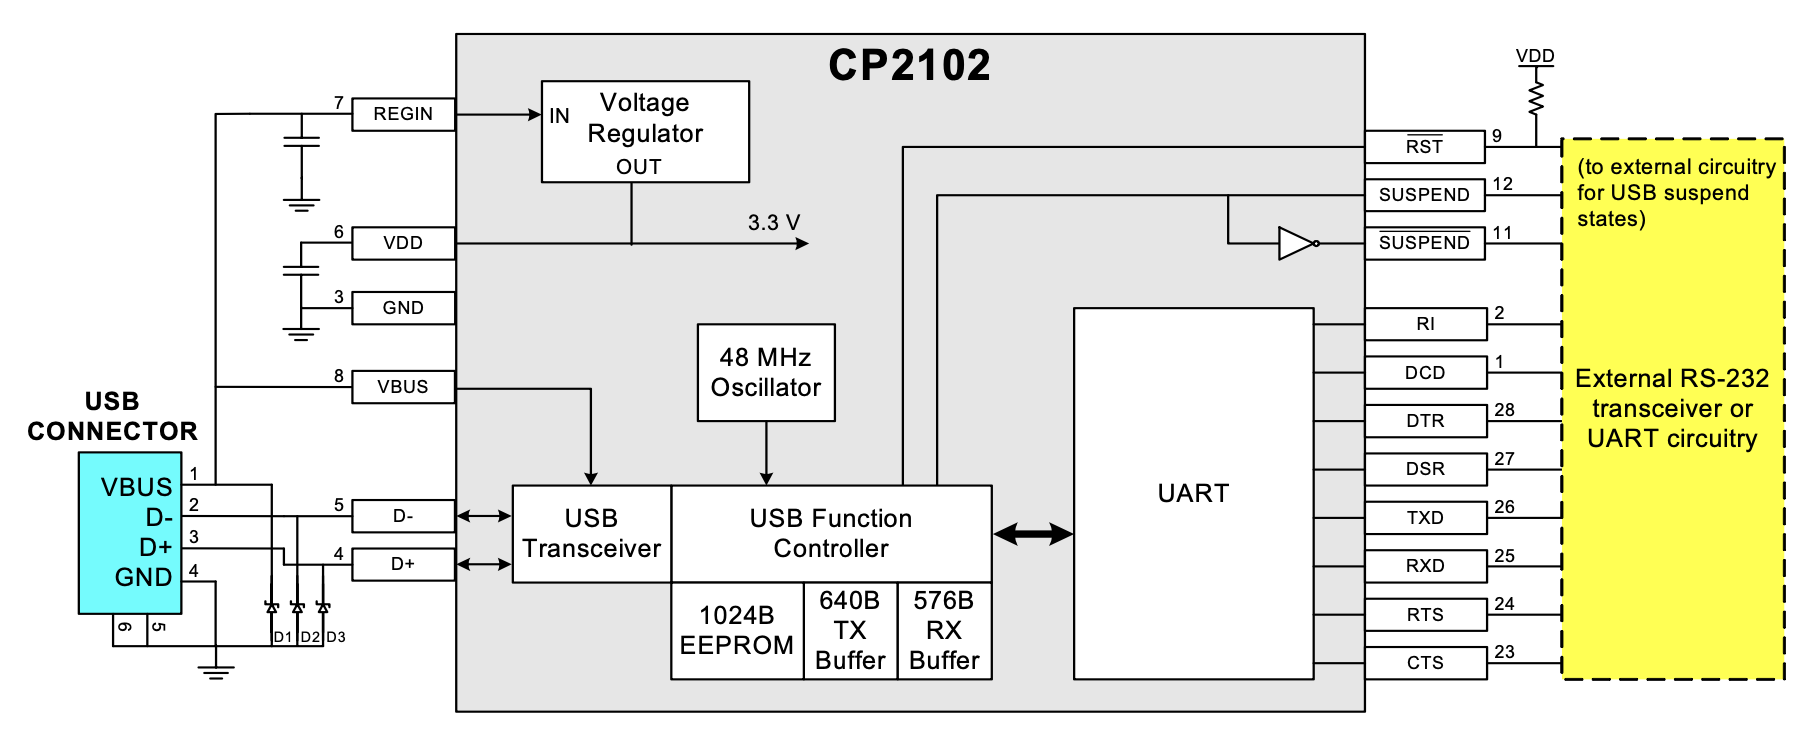 CP2102
Voltage
Regulator
IN
OUT
3.3 V
7
REGIN
6
VDD
3
GND
8
VBUS
5
D-
4
D+
USB
CONNECTOR
VBUS
1
D-
2
D+
3
GND
4
6
5
D1
D2
D3
48 MHz
Oscillator
USB
Transceiver
USB Function
Controller
1024B
EEPROM
640B
TX
Buffer
576B
RX
Buffer
UART
VDD
RST
9
SUSPEND
12
SUSPEND
11
RI
2
DCD
1
DTR
28
DSR
27
TXD
26
RXD
25
RTS
24
CTS
23
(to external circuitry
for USB suspend
states)
External RS-232
transceiver or
UART circuitry